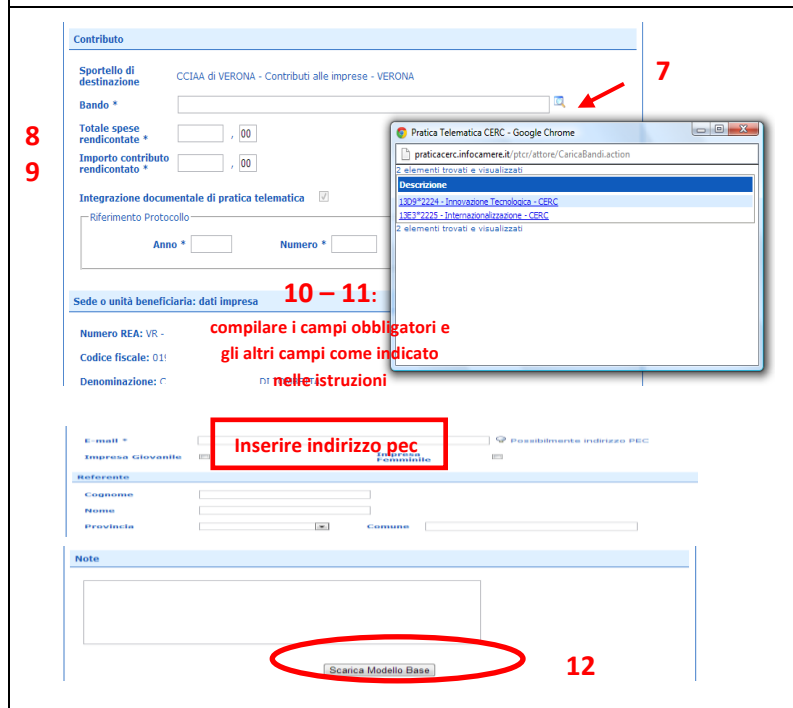 Contributo
Sportello di destinazione CCIAA di VERONA - Contributi alle imprese - VERONA
7
Bando *
8
Totale spese rendicontate * , 00
9
Importo contributo rendicontato * , 00
Pratica Telematica CERC - Google Chrome
praticacerc.infocamere.it/ptcr/attore/CaricaBandi.action
2 elementi trovati e visualizzati
Descrizione
13D9*2224 - Innovazione Tecnologica - CERC
13E3*2225 - Internazionalizzazione - CERC
2 elementi trovati e visualizzati
Integrazione documentale di pratica telematica
Riferimento Protocollo
Anno * Numero *
Sede o unità beneficiaria: dati impresa
10 – 11:
compilare i campi obbligatori e
gli altri campi come indicato
nelle istruzioni
Numero REA: VR -
Codice fiscale: 01
Denominazione:
E-mail * Possibilmente indirizzo PEC
Inserire indirizzo pec
Impresa Giovanile Impresa Femminile
Referente
Cognome
Nome
Provincia Comune
Note
Scarica Modello Base
12